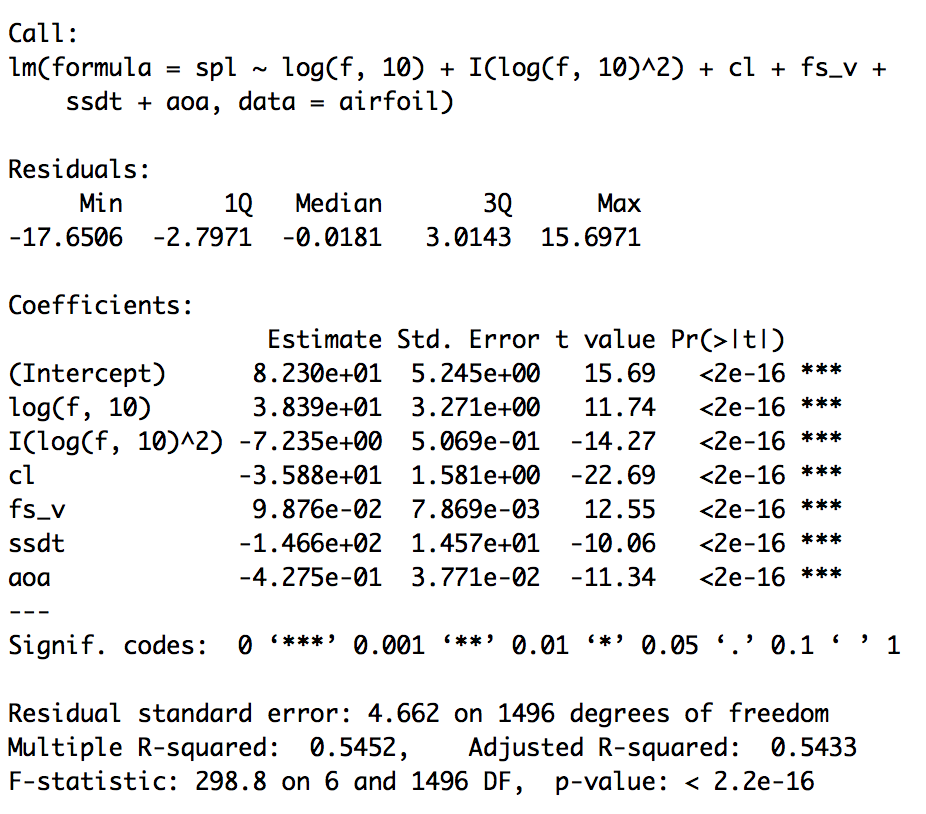 Call:
lm(formula = spl ~ log(f, 10) + I(log(f, 10)^2) + cl + fs_v +
    ssdt + aoa, data = airfoil)

Residuals:
     Min       1Q   Median       3Q      Max
-17.6506  -2.7971  -0.0181   3.0143  15.6971

Coefficients:
                  Estimate Std. Error t value Pr(>|t|)
(Intercept)      8.230e+01  5.245e+00   15.69   <2e-16 ***
log(f, 10)       3.839e+01  3.271e+00   11.74   <2e-16 ***
I(log(f, 10)^2) -7.235e+00  5.069e-01  -14.27   <2e-16 ***
cl              -3.588e+01  1.581e+00  -22.69   <2e-16 ***
fs_v             9.876e-02  7.869e-03   12.55   <2e-16 ***
ssdt            -1.466e+02  1.457e+01  -10.06   <2e-16 ***
aoa             -4.275e-01  3.771e-02  -11.34   <2e-16 ***
---
Signif. codes:  0 ‘***’ 0.001 ‘**’ 0.01 ‘*’ 0.05 ‘.’ 0.1 ‘ ’ 1

Residual standard error: 4.662 on 1496 degrees of freedom
Multiple R-squared:  0.5452,    Adjusted R-squared:  0.5433
F-statistic: 298.8 on 6 and 1496 DF,  p-value: < 2.2e-16